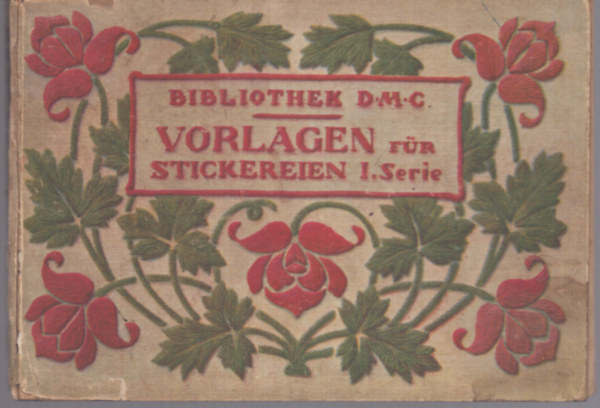 BIBLIOTHEK D·M·C.
VORLAGEN FÜR
STICKEREIEN I. Serie